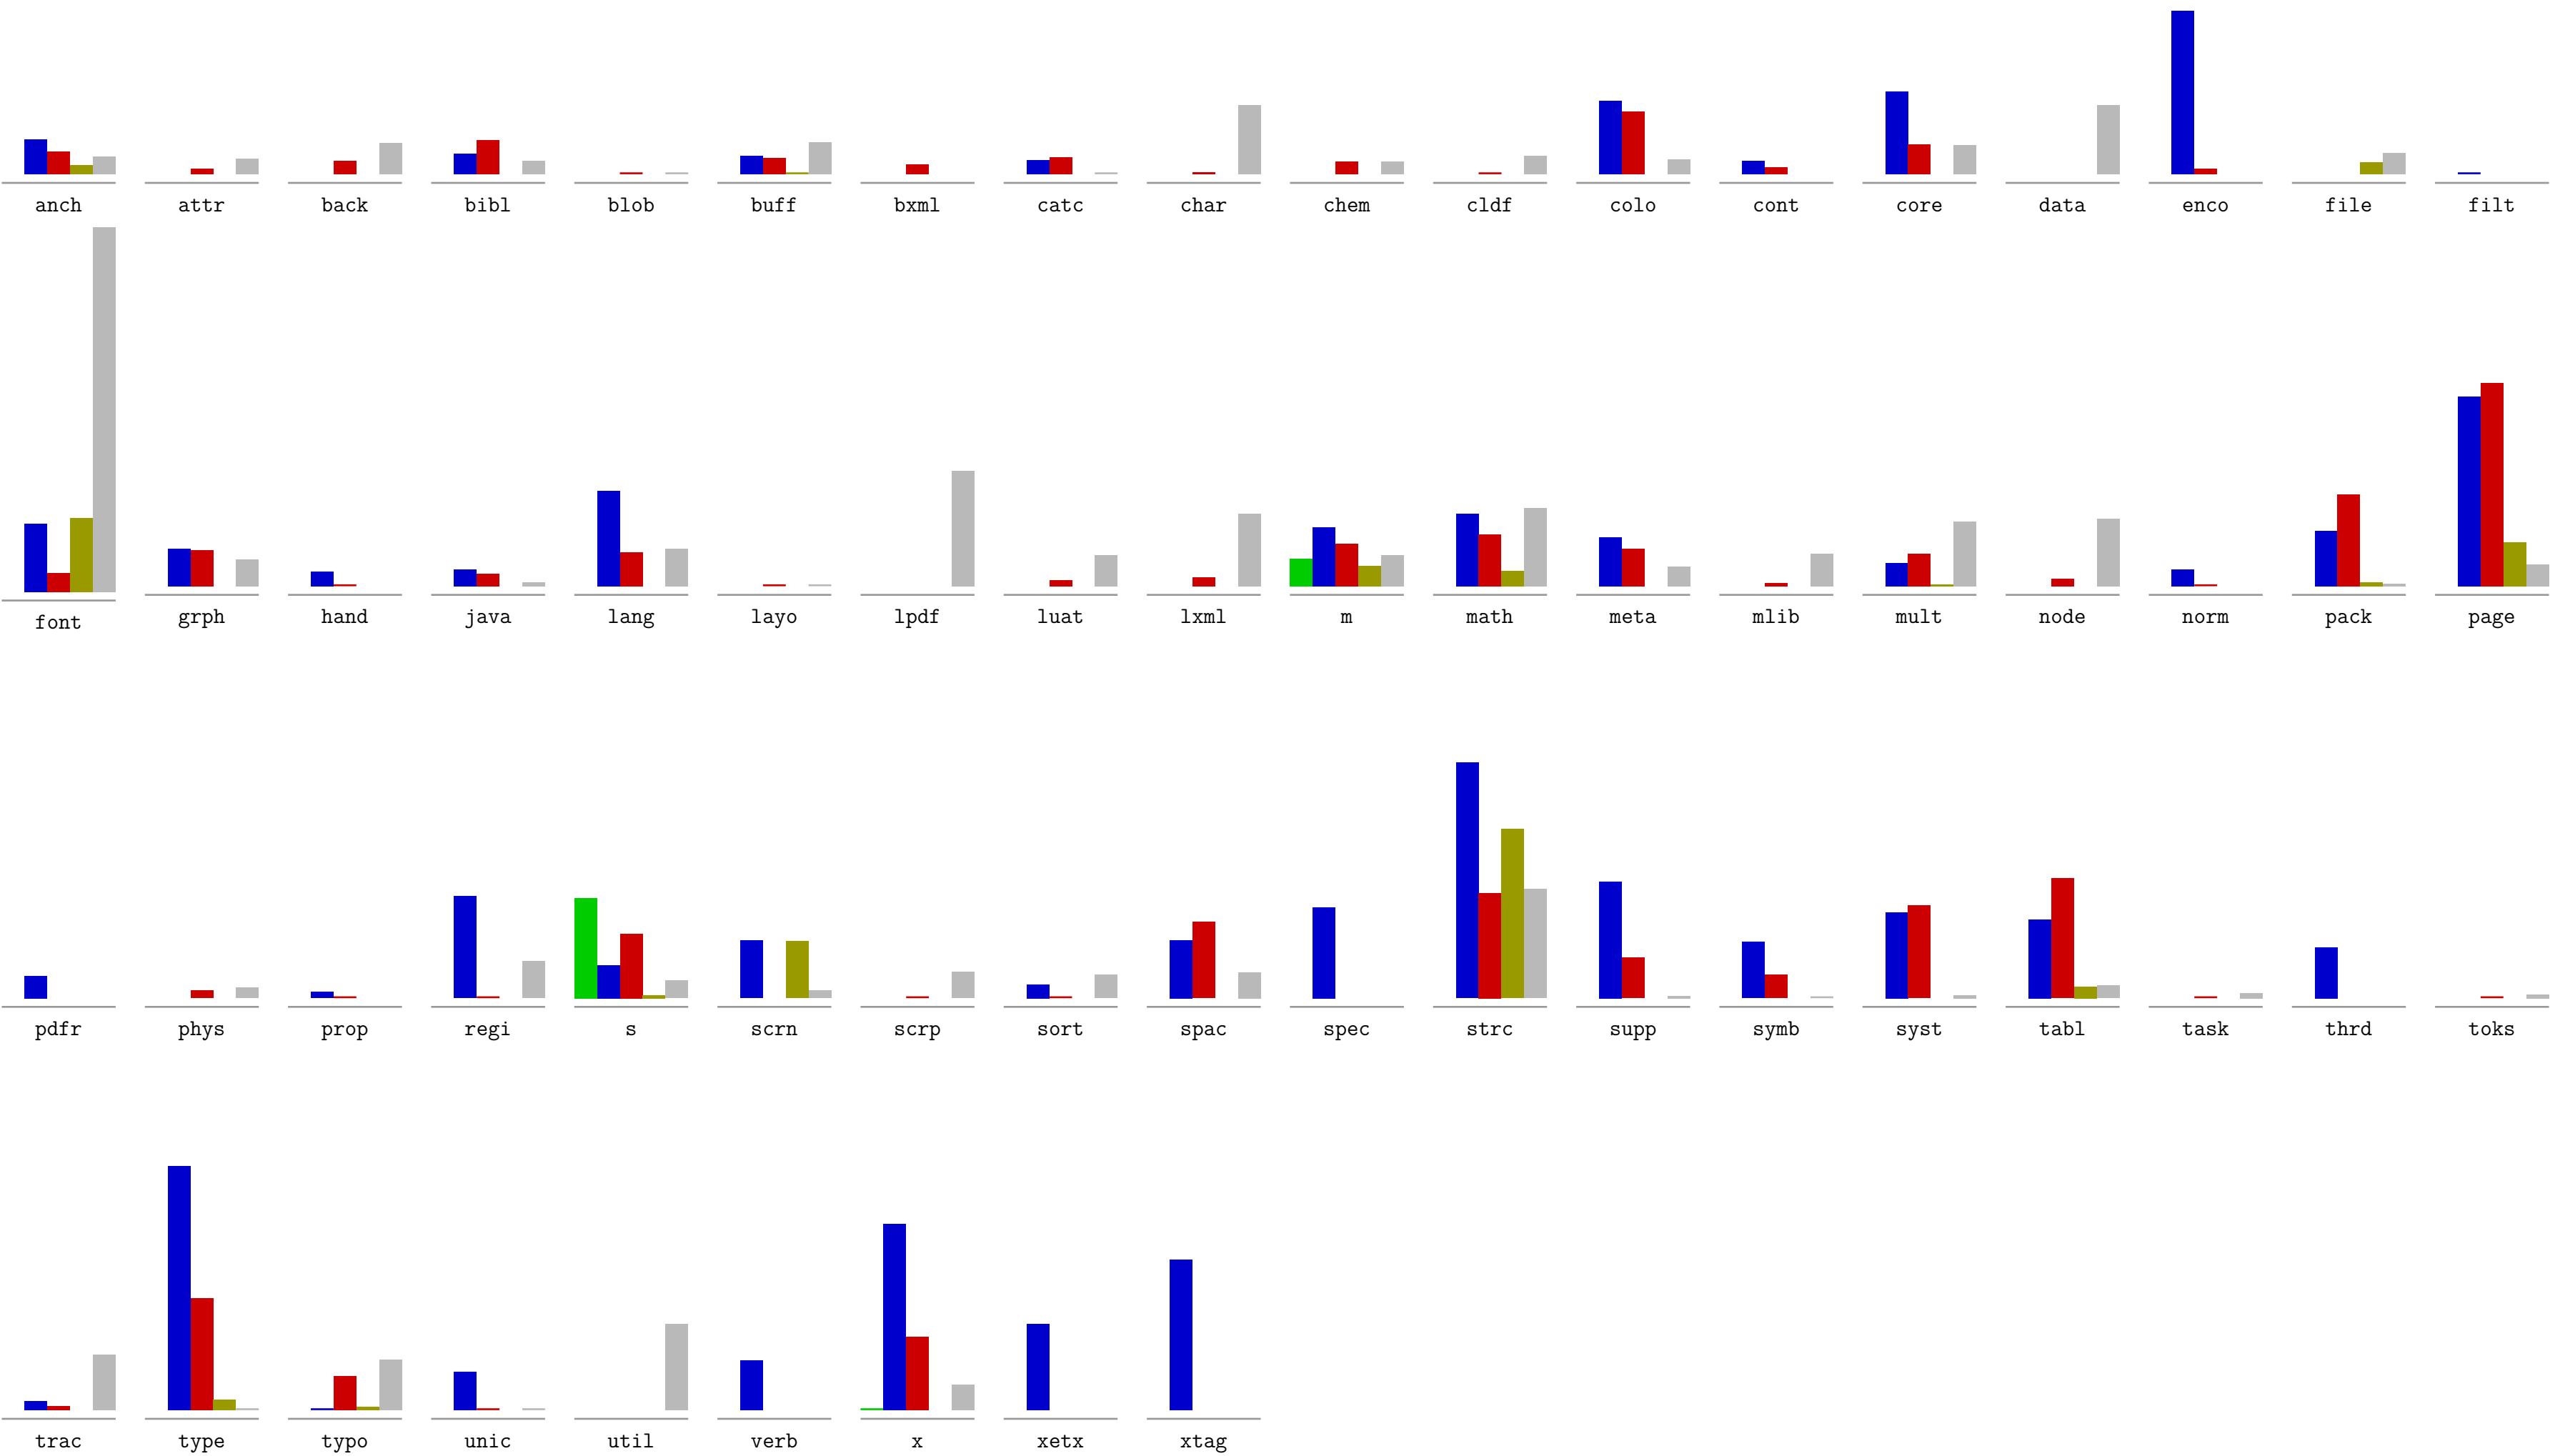 anch attr back bibl blob buff bxml catc char chem cldf colo cont core data enco file filt
font grph hand java lang layo lpdf luat lxml m math meta mlib mult node norm pack page
pdfr phys prop regi s scrn scrp sort spac spec strc supp symb syst tabl task thrd toks
trac type typo unic util verb x xetx xtag